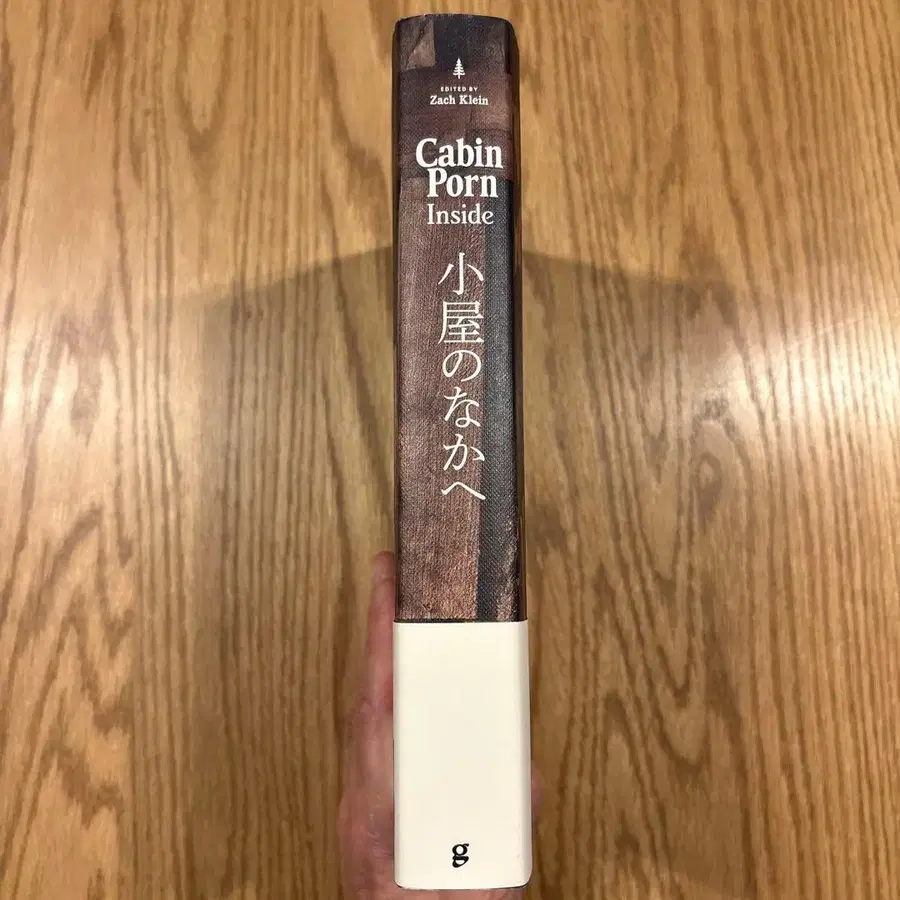 EDITED BY
Zach Klein
Cabin
Porn
Inside
小屋のなかへ
g